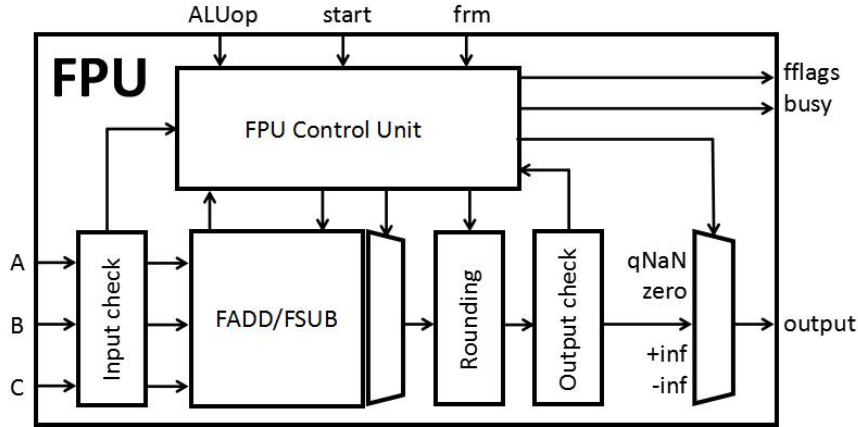 ALUop start frm
FPU
fflags
FPU Control Unit
busy
A
B
C
Input check
FADD/FSUB
Rounding
Output check
qNaN
zero
+inf
-inf
output